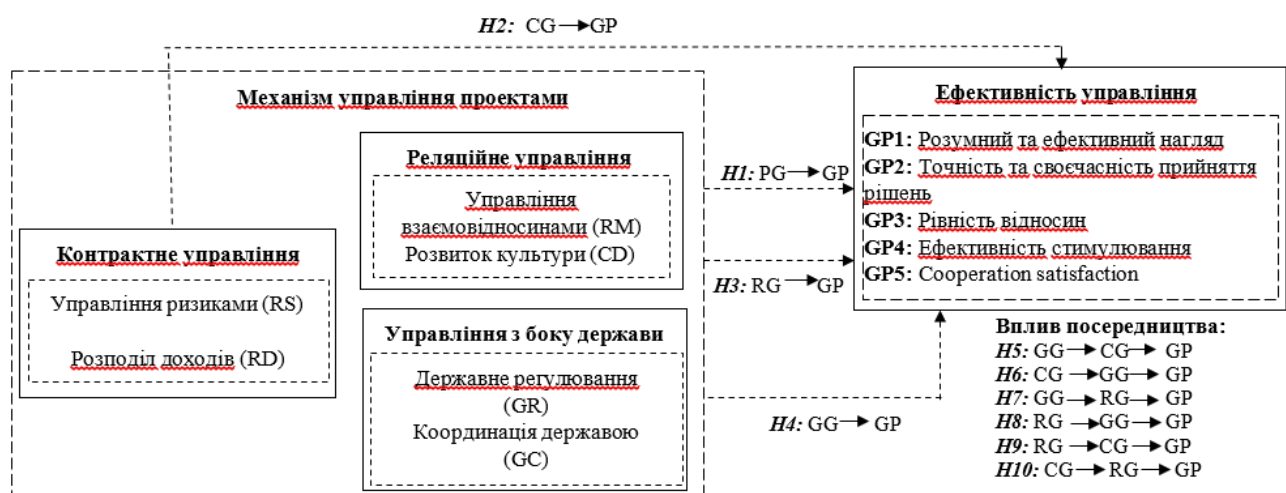 H2: CG→GP
Механізм управління проектами
Контрактне управління
Управління ризиками (RS)
Розподіл доходів (RD)
Реляційне управління
Управління
взаємовідносинами (RM)
Розвиток культури (CD)
Управління з боку держави
Державне регулювання
(GR)
Координація державою
(GC)
H1: PG→GP
H3: RG→GP
H4: GG→GP
Ефективність управління
GP1: Розумний та ефективний нагляд
GP2: Точність та своєчасність прийняття
рішень
GP3: Рівність відносин
GP4: Ефективність стимулювання
GP5: Cooperation satisfaction
Вплив посередництва:
H5: GG→CG→GP
H6: CG→GG→GP
H7: GG→RG→GP
H8: RG→GG→GP
H9: RG→CG→GP
H10: CG→RG→GP